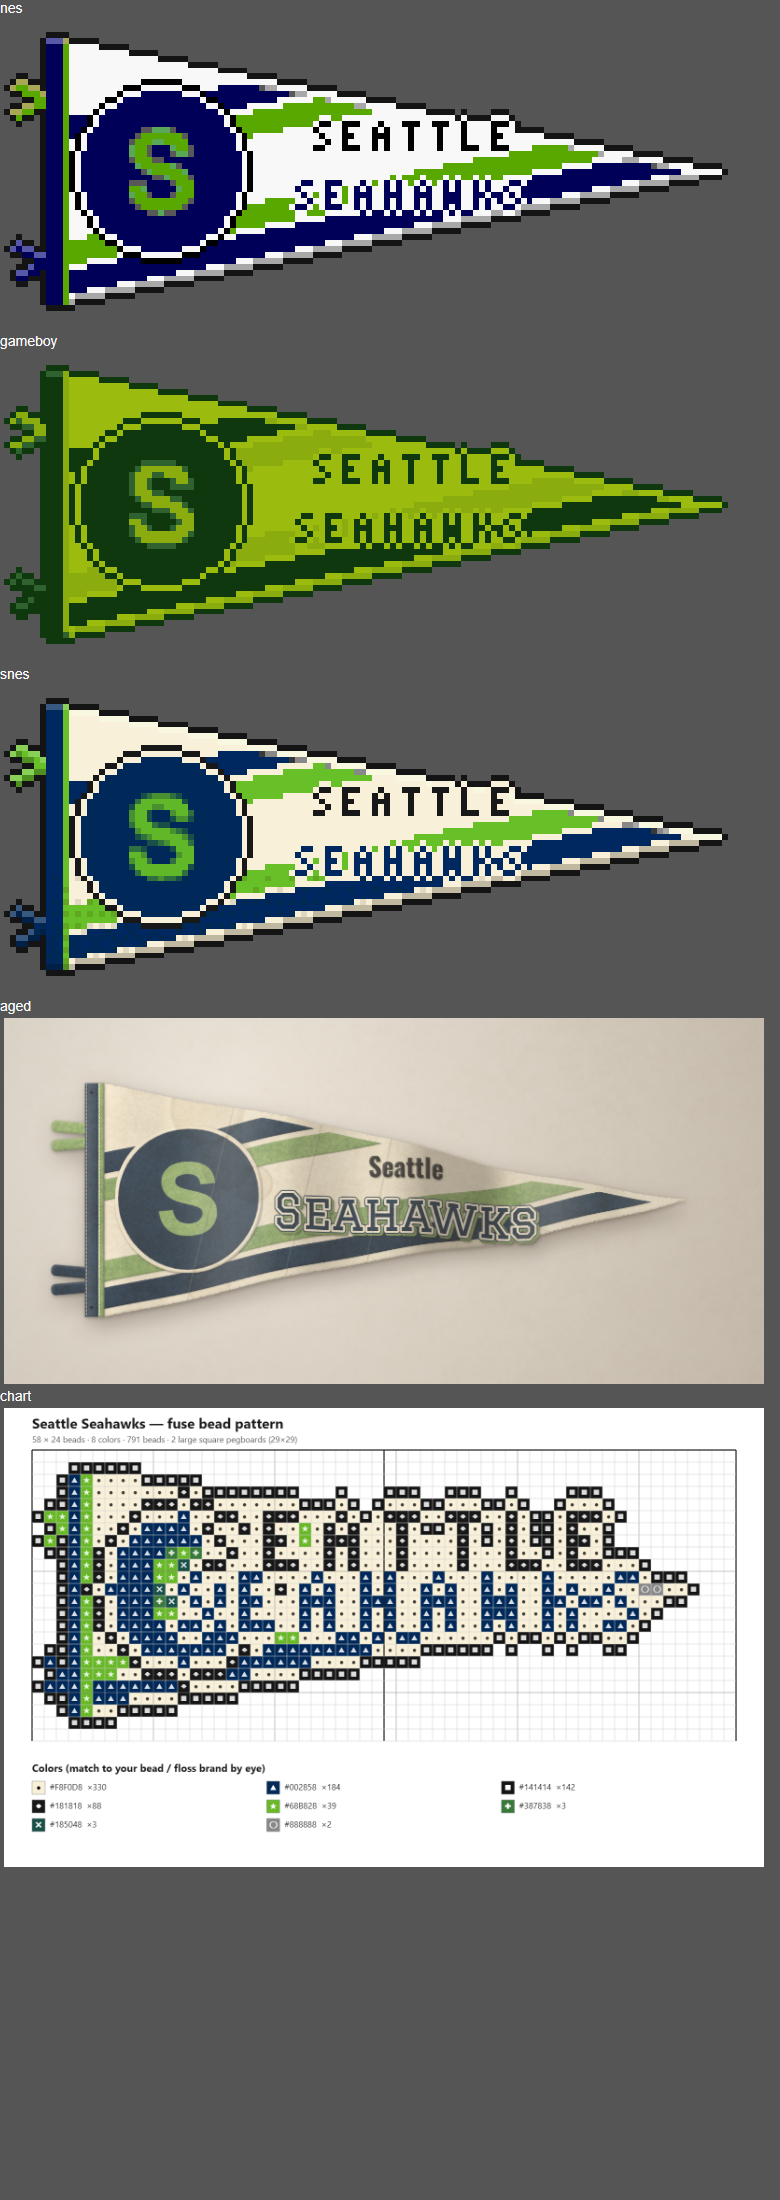 nes
S
SEATTLE
SEAHAWKS
gameboy
S
SEATTLE
SEAHAWKS
snes
S
SEATTLE
SEAHAWKS
aged
S
Seattle
SEAHAWKS
chart
Seattle Seahawks — fuse bead pattern
58 × 24 beads · 8 colors · 791 beads · 2 large square pegboards (29×29)
SEATTLE
SEAHAWKS
Colors (match to your bead / floss brand by eye)
#F8F0D8 ×330
#002858 ×184
#141414 ×142
#181818 ×88
#68B828 ×39
#387838 ×3
#185048 ×3
#888888 ×2